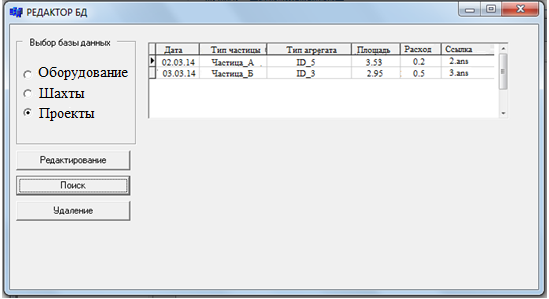 РЕДАКТОР БД
Выбор базы данных
Оборудование
Шахты
Проекты
Редактирование
Поиск
Удаление
Дата Тип частицы Тип агрегата Площадь Расход Ссылка
02.03.14 Частица_А ID_5 3.53 0.2 2.ans
03.03.14 Частица_Б ID_3 2.95 0.5 3.ans